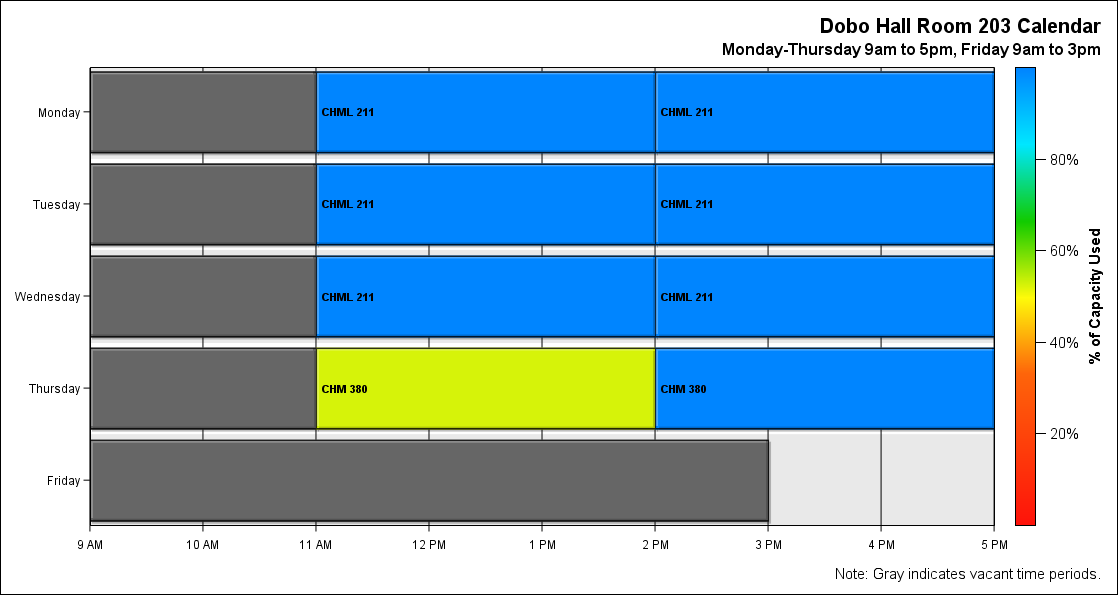 Dobo Hall Room 203 Calendar
Monday-Thursday 9am to 5pm, Friday 9am to 3pm
Monday
CHML 211
CHML 211
Tuesday
CHML 211
CHML 211
Wednesday
CHML 211
CHML 211
Thursday
CHM 380
CHM 380
Friday
9 AM
10 AM
11 AM
12 PM
1 PM
2 PM
3 PM
4 PM
5 PM
80%
60%
40%
20%
% of Capacity Used
Note: Gray indicates vacant time periods.